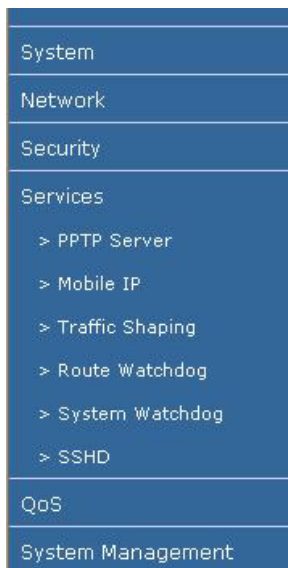 System
Network
Security
Services
> PPTP Server
> Mobile IP
> Traffic Shaping
> Route Watchdog
> System Watchdog
> SSHD
QoS
System Management